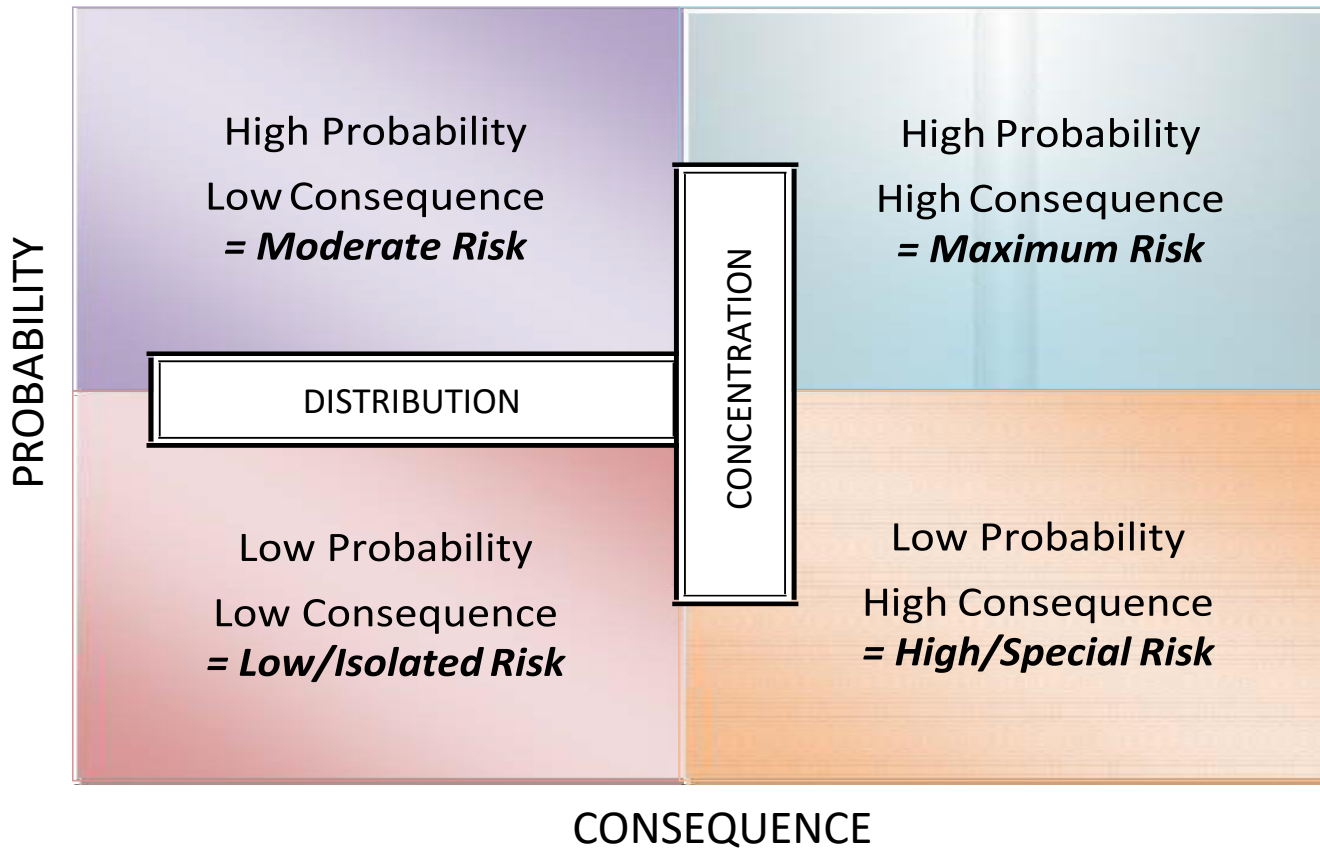 PROBABILITY
High Probability
Low Consequence
= Moderate Risk
High Probability
High Consequence
= Maximum Risk
DISTRIBUTION
CONCENTRATION
Low Probability
Low Consequence
= Low/Isolated Risk
Low Probability
High Consequence
= High/Special Risk
CONSEQUENCE